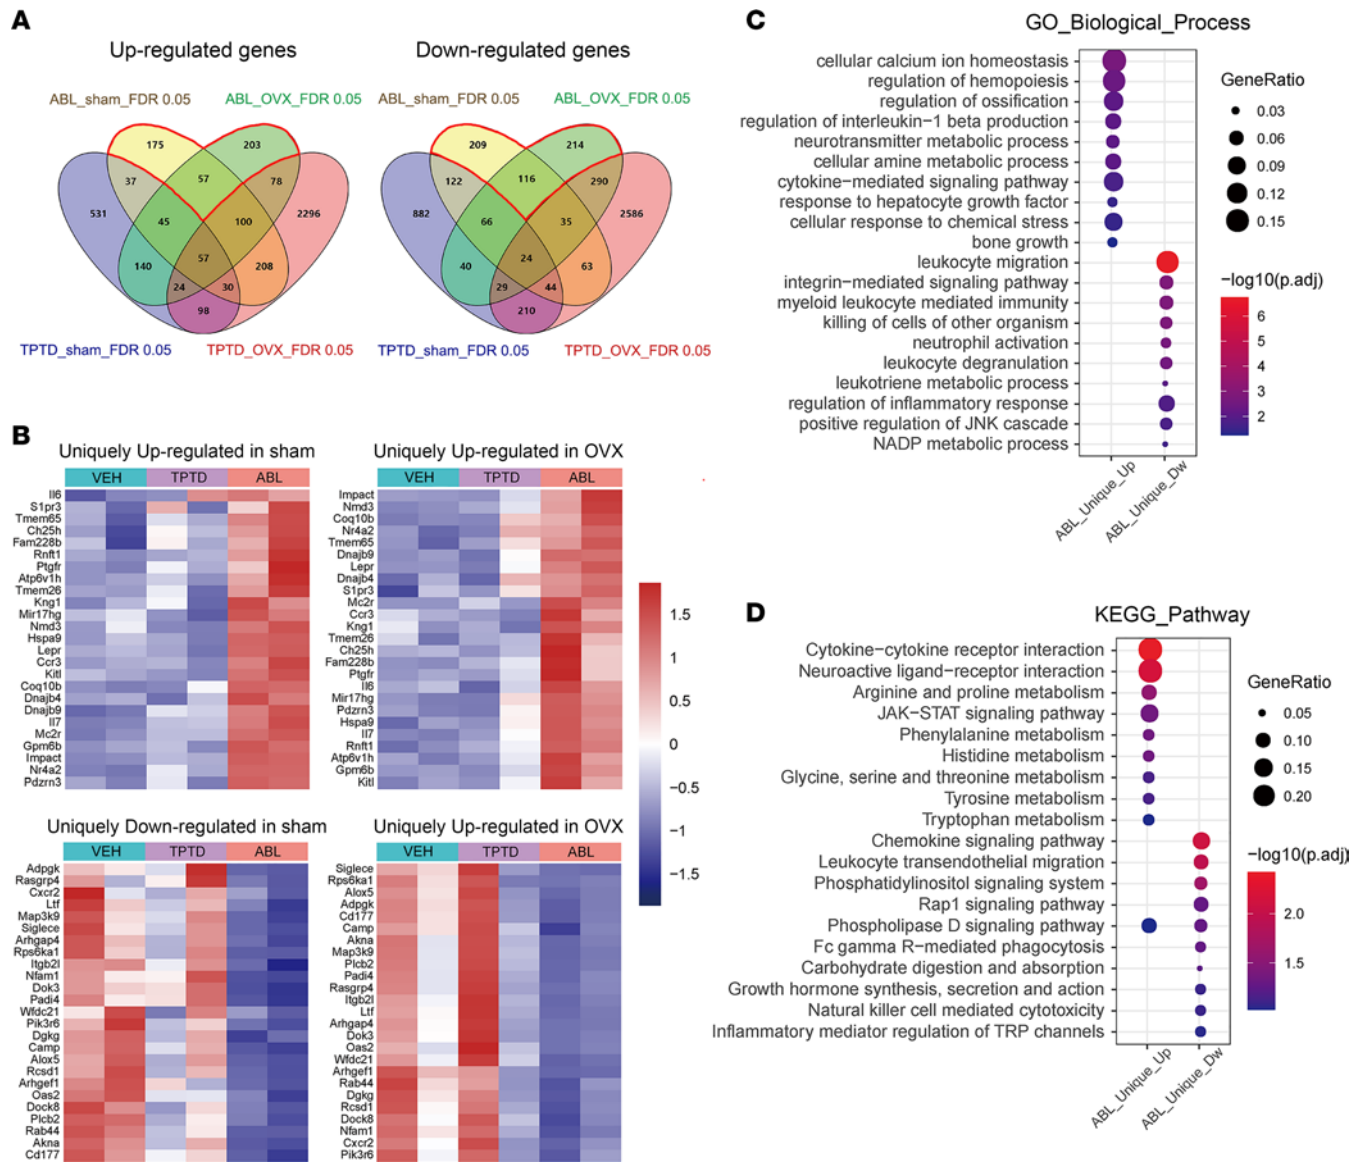 A
Up-regulated genes
Down-regulated genes
ABL_sham_FDR 0.05
ABL_OVX_FDR 0.05
ABL_sham_FDR 0.05
ABL_OVX_FDR 0.05
175
203
37
57
78
531
45
100
2296
140
57
208
24
30
98
209
214
122
116
290
882
66
35
2586
40
24
63
29
44
210
TPTD_sham_FDR 0.05
TPTD_OVX_FDR 0.05
TPTD_sham_FDR 0.05
TPTD_OVX_FDR 0.05
B
Uniquely Up-regulated in sham
VEH
TPTD
ABL
Il6
S1pr3
Tmem65
Ch25h
Fam228b
Rnft1
Ptgfr
Atp6v1h
Tmem26
Kng1
Mir17hg
Nmd3
Hspa9
Lepr
Ccr3
Kitl
Coq10b
Dnajb4
Dnajb9
Il7
Mc2r
Gpm6b
Impact
Nr4a2
Pdzrn3
Uniquely Up-regulated in OVX
VEH
TPTD
ABL
Impact
Nmd3
Coq10b
Nr4a2
Tmem65
Dnajb9
Lepr
Dnajb4
S1pr3
Mc2r
Ccr3
Kng1
Tmem26
Ch25h
Fam228b
Ptgfr
Il6
Mir17hg
Pdzrn3
Hspa9
Il7
Rnft1
Atp6v1h
Gpm6b
Kitl
1.5
1
0.5
0
−0.5
−1
−1.5
Uniquely Down-regulated in sham
VEH
TPTD
ABL
Adpgk
Rasgrp4
Cxcr2
Ltf
Map3k9
Siglece
Arhgap4
Rps6ka1
Itgb2l
Nfam1
Dok3
Padi4
Wfdc21
Pik3r6
Dgkg
Camp
Alox5
Rcsd1
Arhgef1
Oas2
Dock8
Plcb2
Rab44
Akna
Cd177
Uniquely Up-regulated in OVX
VEH
TPTD
ABL
Siglece
Rps6ka1
Alox5
Adpgk
Cd177
Camp
Akna
Map3k9
Plcb2
Padi4
Rasgrp4
Itgb2l
Ltf
Arhgap4
Dok3
Oas2
Wfdc21
Arhgef1
Rab44
Dgkg
Rcsd1
Dock8
Nfam1
Cxcr2
Pik3r6
C
GO_Biological_Process
cellular calcium ion homeostasis
regulation of hemopoiesis
regulation of ossification
regulation of interleukin−1 beta production
neurotransmitter metabolic process
cellular amine metabolic process
cytokine−mediated signaling pathway
response to hepatocyte growth factor
cellular response to chemical stress
bone growth
leukocyte migration
integrin−mediated signaling pathway
myeloid leukocyte mediated immunity
killing of cells of other organism
neutrophil activation
leukocyte degranulation
leukotriene metabolic process
regulation of inflammatory response
positive regulation of JNK cascade
NADP metabolic process
ABL_Unique_Up
ABL_Unique_Dw
GeneRatio
0.03
0.06
0.09
0.12
0.15
−log10(p.adj)
6
5
4
3
2
D
KEGG_Pathway
Cytokine−cytokine receptor interaction
Neuroactive ligand−receptor interaction
Arginine and proline metabolism
JAK−STAT signaling pathway
Phenylalanine metabolism
Histidine metabolism
Glycine, serine and threonine metabolism
Tyrosine metabolism
Tryptophan metabolism
Chemokine signaling pathway
Leukocyte transendothelial migration
Phosphatidylinositol signaling system
Rap1 signaling pathway
Phospholipase D signaling pathway
Fc gamma R−mediated phagocytosis
Carbohydrate digestion and absorption
Growth hormone synthesis, secretion and action
Natural killer cell mediated cytotoxicity
Inflammatory mediator regulation of TRP channels
ABL_Unique_Up
ABL_Unique_Dw
GeneRatio
0.05
0.10
0.15
0.20
−log10(p.adj)
2.0
1.5